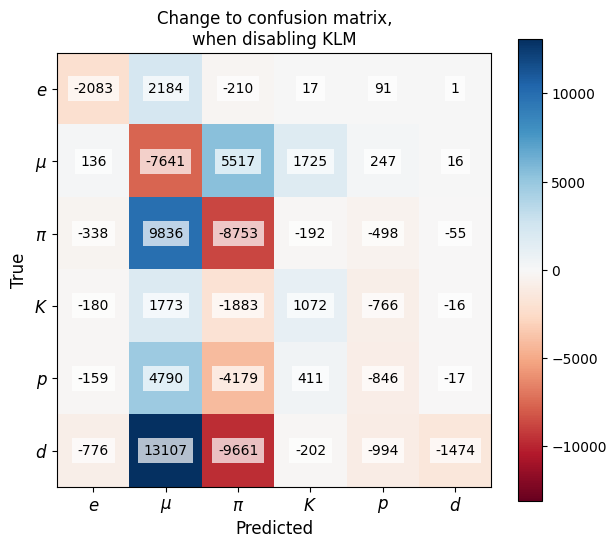 Change to confusion matrix,
when disabling KLM
e -2083 2184 -210 17 91 1
μ 136 -7641 5517 1725 247 16
π -338 9836 -8753 -192 -498 -55
K -180 1773 -1883 1072 -766 -16
p -159 4790 -4179 411 -846 -17
d -776 13107 -9661 -202 -994 -1474
e μ π K p d
True
Predicted
10000
5000
0
−5000
−10000